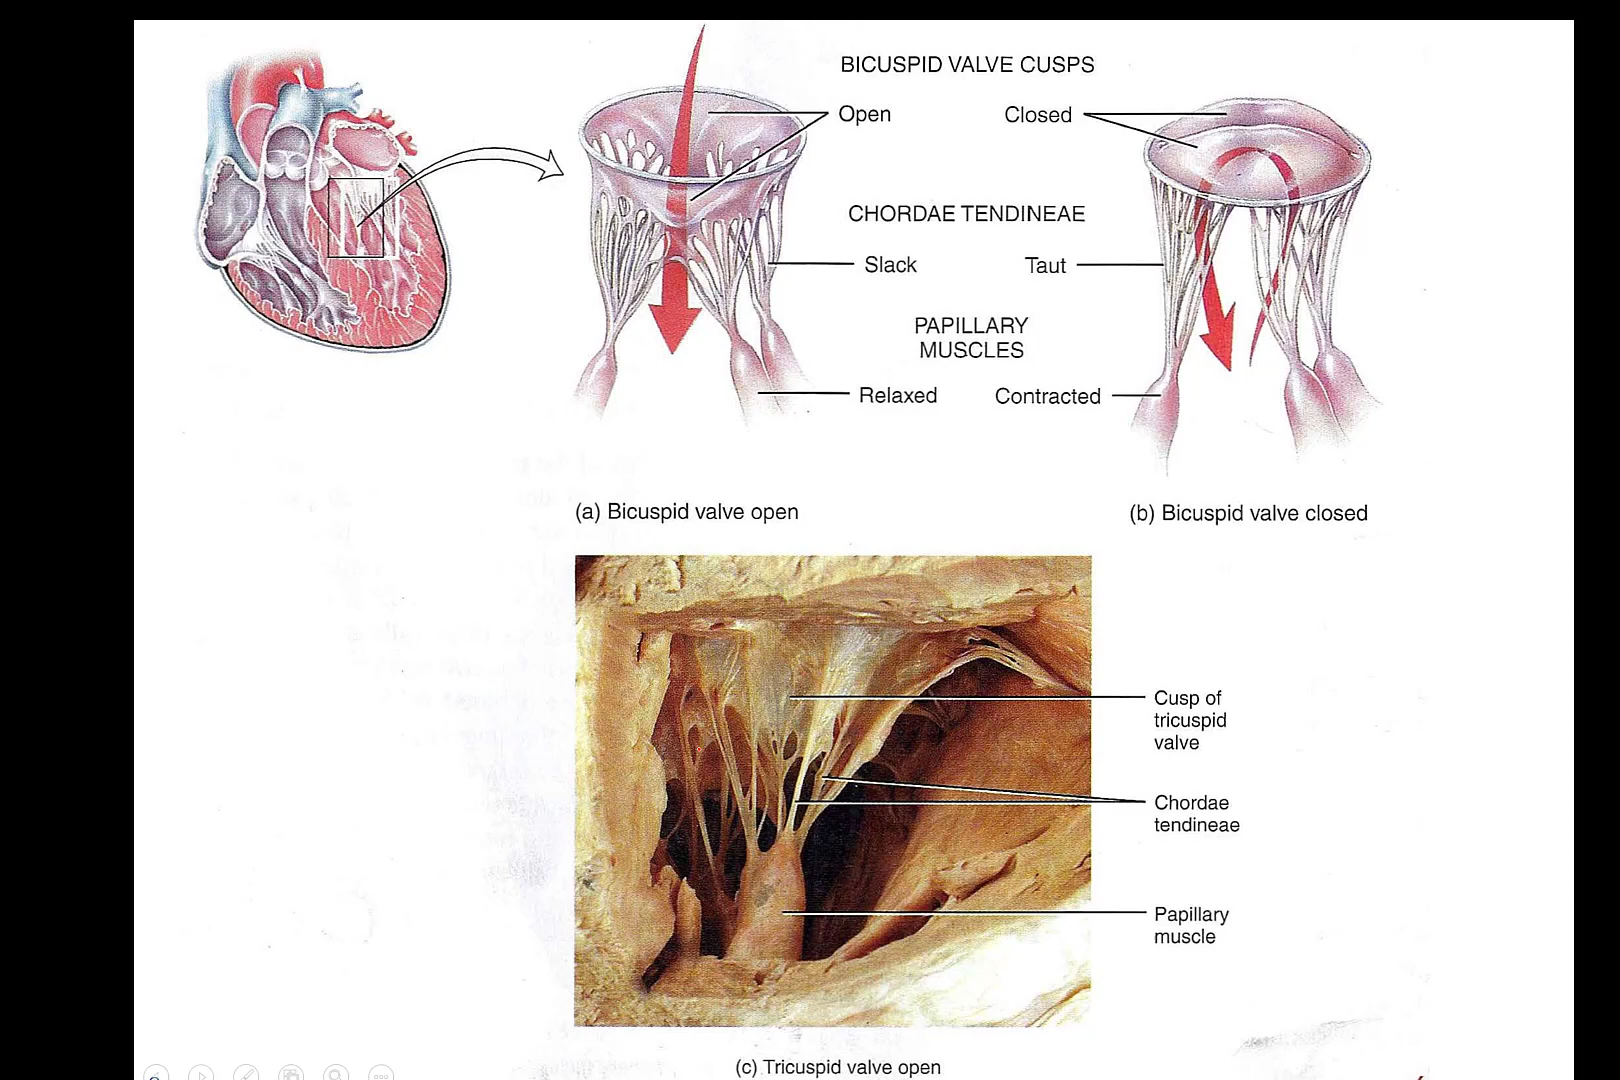 BICUSPID VALVE CUSPS
Open
Closed
CHORDAE TENDINEAE
Slack
Taut
PAPILLARY
MUSCLES
Relaxed
Contracted
(a) Bicuspid valve open
(b) Bicuspid valve closed
Cusp of
tricuspid
valve
Chordae
tendineae
Papillary
muscle
(c) Tricuspid valve open